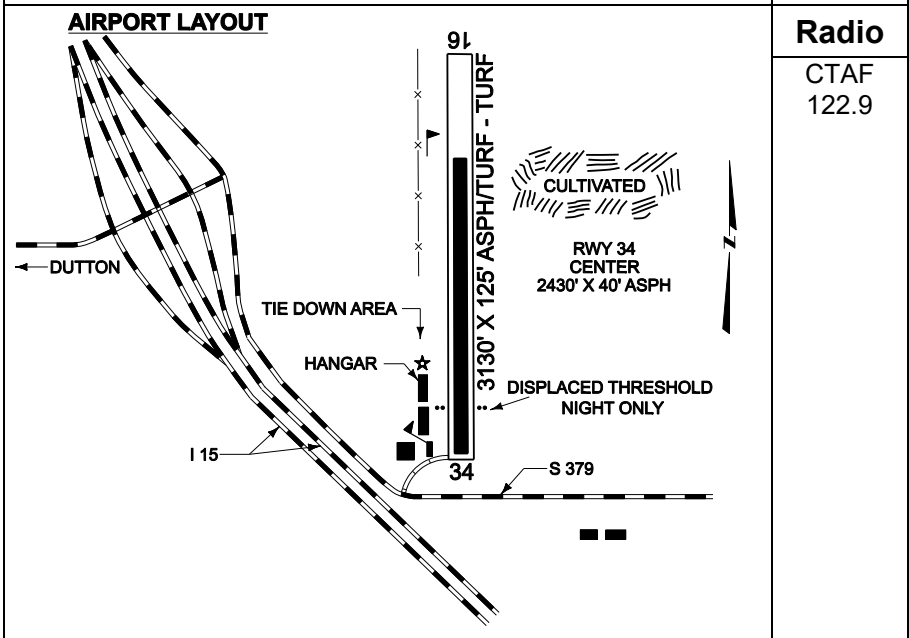 AIRPORT LAYOUT
Radio
CTAF
122.9
16
3130' X 125' ASPH/TURF - TURF
CULTIVATED
N
RWY 34
CENTER
2430' X 40' ASPH
DUTTON
TIE DOWN AREA
HANGAR
DISPLACED THRESHOLD
NIGHT ONLY
I 15
34
S 379